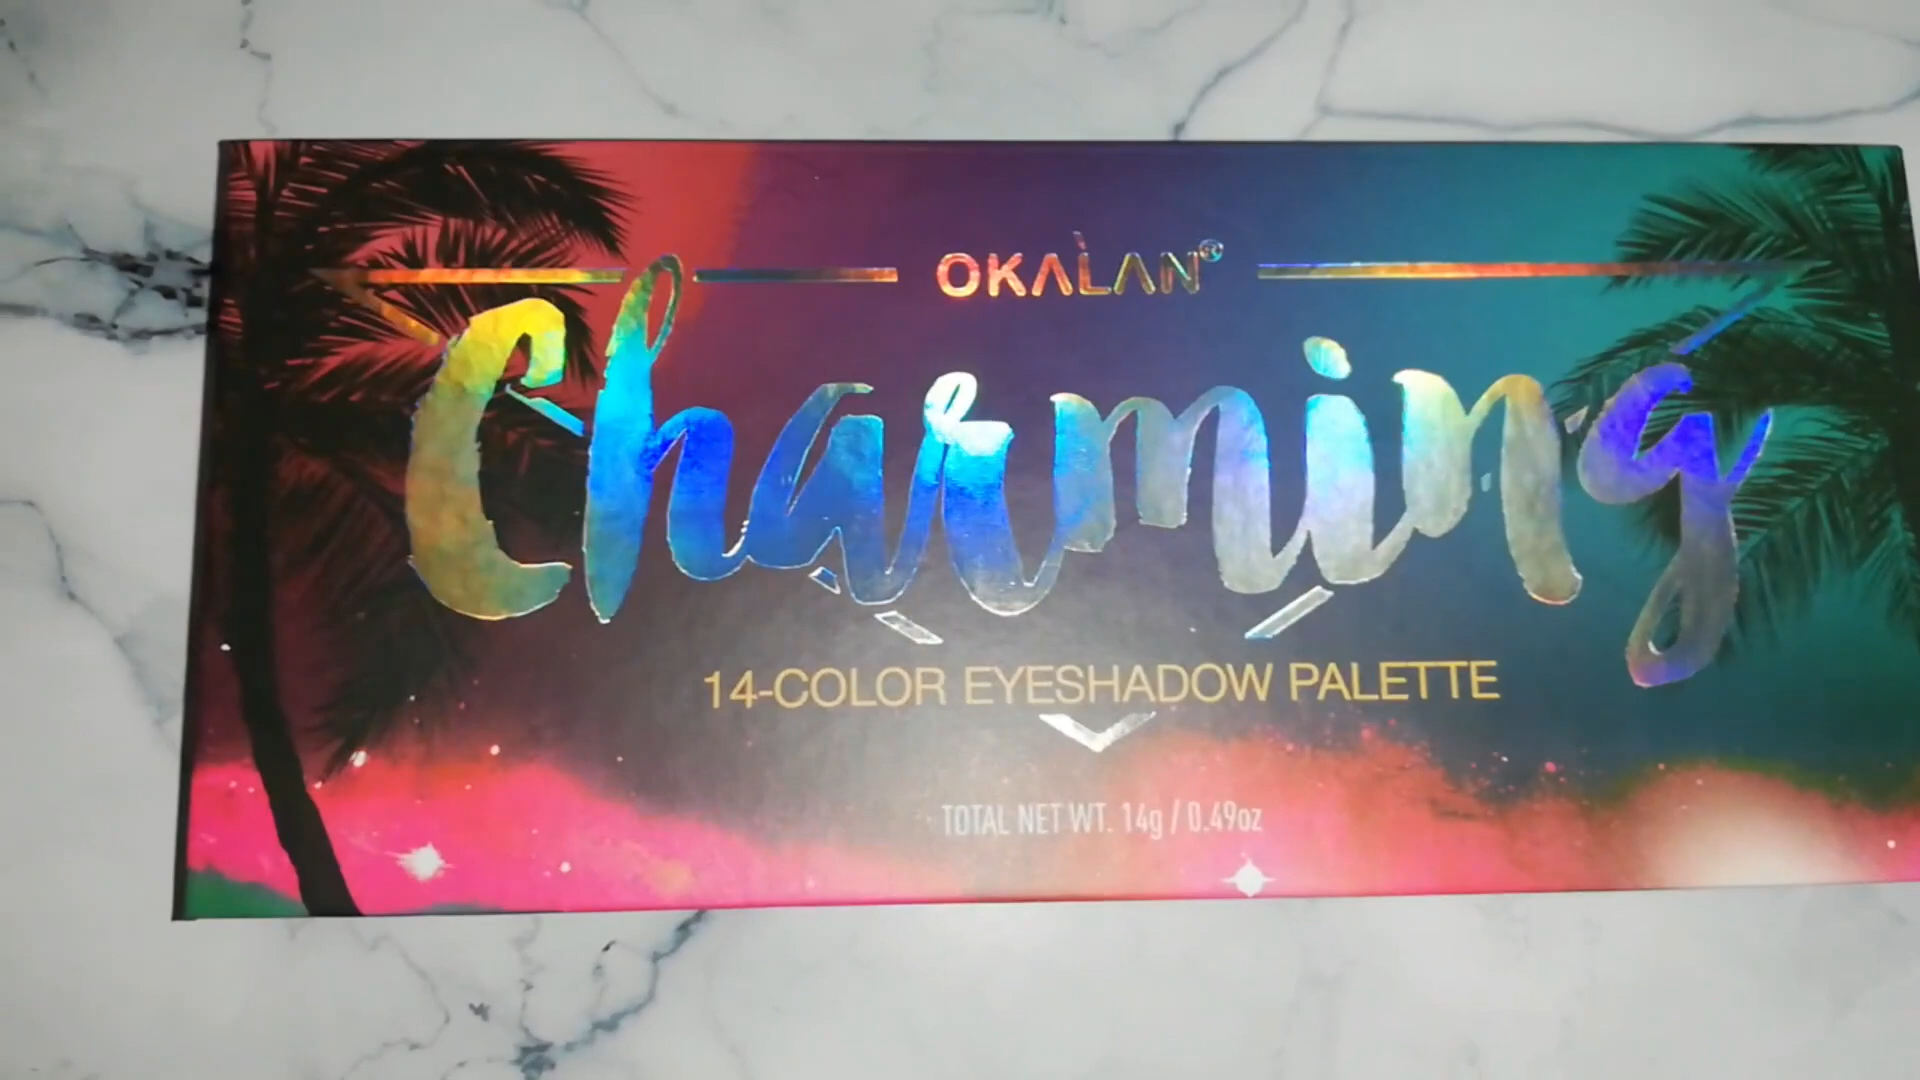 OKALAN®
Charming
14-COLOR EYESHADOW PALETTE
TOTAL NET WT. 14g / 0.49oz